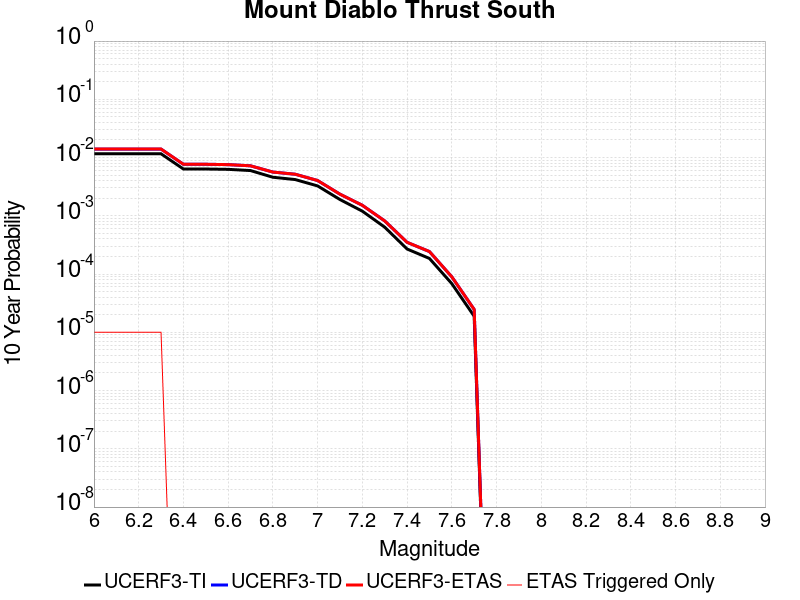 Mount Diablo Thrust South
10^0
10^-1
10^-2
10^-3
10^-4
10^-5
10^-6
10^-7
10^-8
10 Year Probability
6 6.2 6.4 6.6 6.8 7 7.2 7.4 7.6 7.8 8 8.2 8.4 8.6 8.8 9
Magnitude
UCERF3-TI UCERF3-TD UCERF3-ETAS ETAS Triggered Only